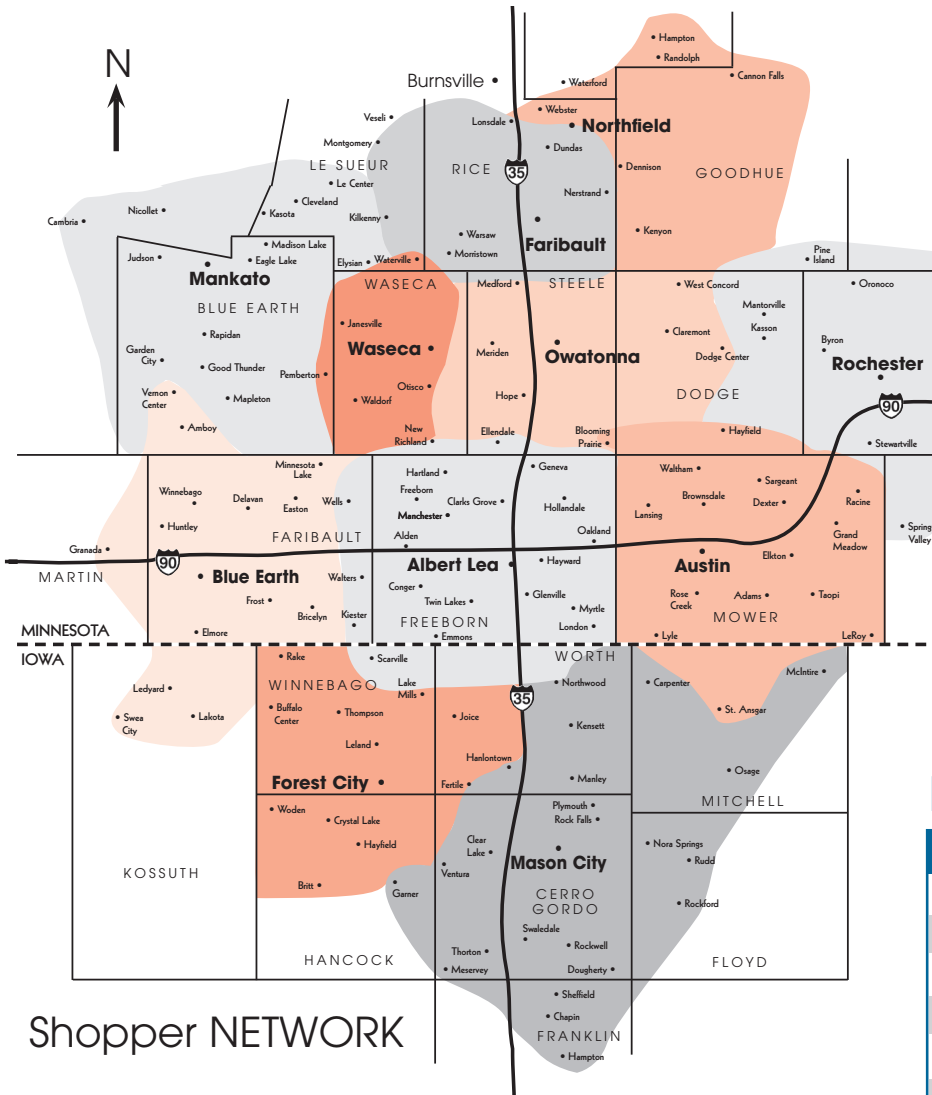 N
Burnsville
Hampton
Randolph
Cannon Falls
Waterford
Webster
Northfield
Veseli
Lonsdale
Montgomery
Dundas
LE SUEUR
RICE
35
Dennison
GOODHUE
Le Center
Nerstrand
Cleveland
Nicollet
Kasota
Cambria
Kilkenny
Warsaw
Faribault
Kenyon
Madison Lake
Morristown
Judson
Eagle Lake
Elysian
Waterville
Pine
Island
Mankato
WASECA
Medford
STEELE
West Concord
Oronoco
BLUE EARTH
Mantorville
Janesville
Kasson
Rapidan
Claremont
Garden
City
Waseca
Meriden
Owatonna
Dodge Center
Byron
Good Thunder
Pemberton
Rochester
Otisco
Vernon
Center
Mapleton
Waldorf
Hope
DODGE
90
Amboy
New
Richland
Ellendale
Blooming
Prairie
Hayfield
Stewartville
Minnesota
Lake
Hartland
Geneva
Waltham
Winnebago
Delavan
Easton
Wells
Freeborn
Clarks Grove
Hollandale
Sargeant
Brownsdale
Dexter
Racine
Manchester
Lansing
Huntley
FARIBAULT
Alden
Oakland
Grand
Meadow
Spring
Valley
Granada
90
MARTIN
Blue Earth
Walters
Albert Lea
Hayward
Austin
Elkton
Conger
Frost
Bricelyn
Kiester
Twin Lakes
Glenville
Myrtle
Rose
Creek
Adams
Taopi
FREEBORN
MOWER
MINNESOTA
Elmore
Emmons
London
Lyle
LeRoy
IOWA
Rake
Scarville
WORTH
WINNEBAGO
Lake
Mills
35
Northwood
Carpenter
McIntire
Ledyard
Buffalo
Center
Thompson
Joice
St. Ansgar
Swea
City
Lakota
Kensett
Leland
Hanlontown
Osage
Forest City
Fertile
Manley
MITCHELL
Woden
Plymouth
Crystal Lake
Rock Falls
Hayfield
Clear
Lake
Nora Springs
Mason City
Rudd
KOSSUTH
Ventura
Britt
Garner
CERRO
GORDO
Rockford
Swaledale
HANCOCK
Thorton
Rockwell
FLOYD
Meservey
Dougherty
Sheffield
Chapin
Shopper NETWORK
FRANKLIN
Hampton